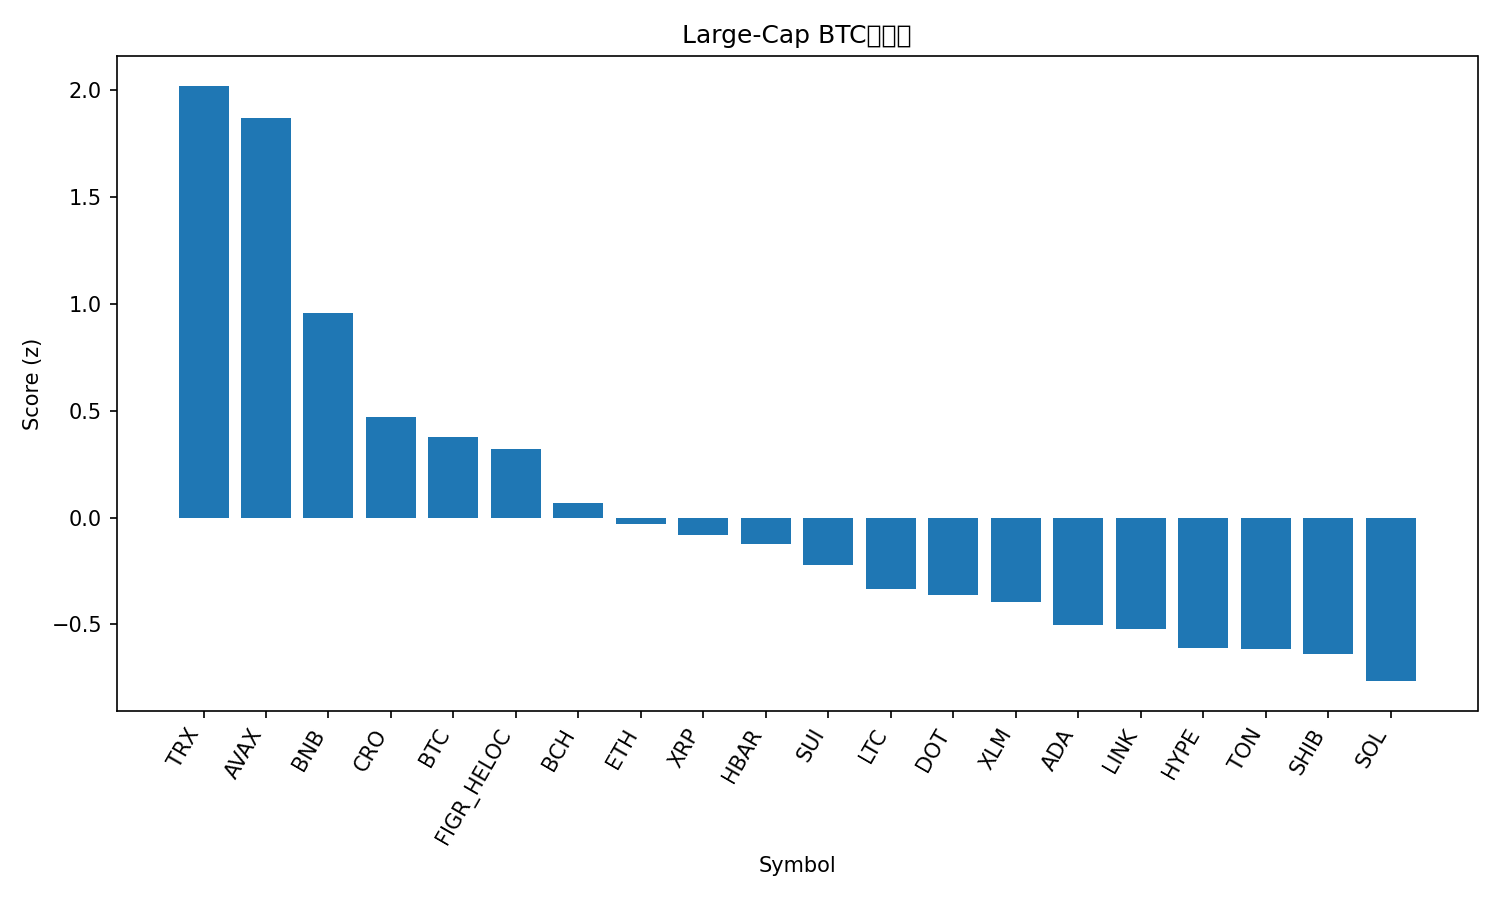 Large-Cap BTC
Score (z)
2.0
1.5
1.0
0.5
0.0
−0.5
TRX
AVAX
BNB
CRO
BTC
FIGR_HELOC
BCH
ETH
XRP
HBAR
SUI
LTC
DOT
XLM
ADA
LINK
HYPE
TON
SHIB
SOL
Symbol